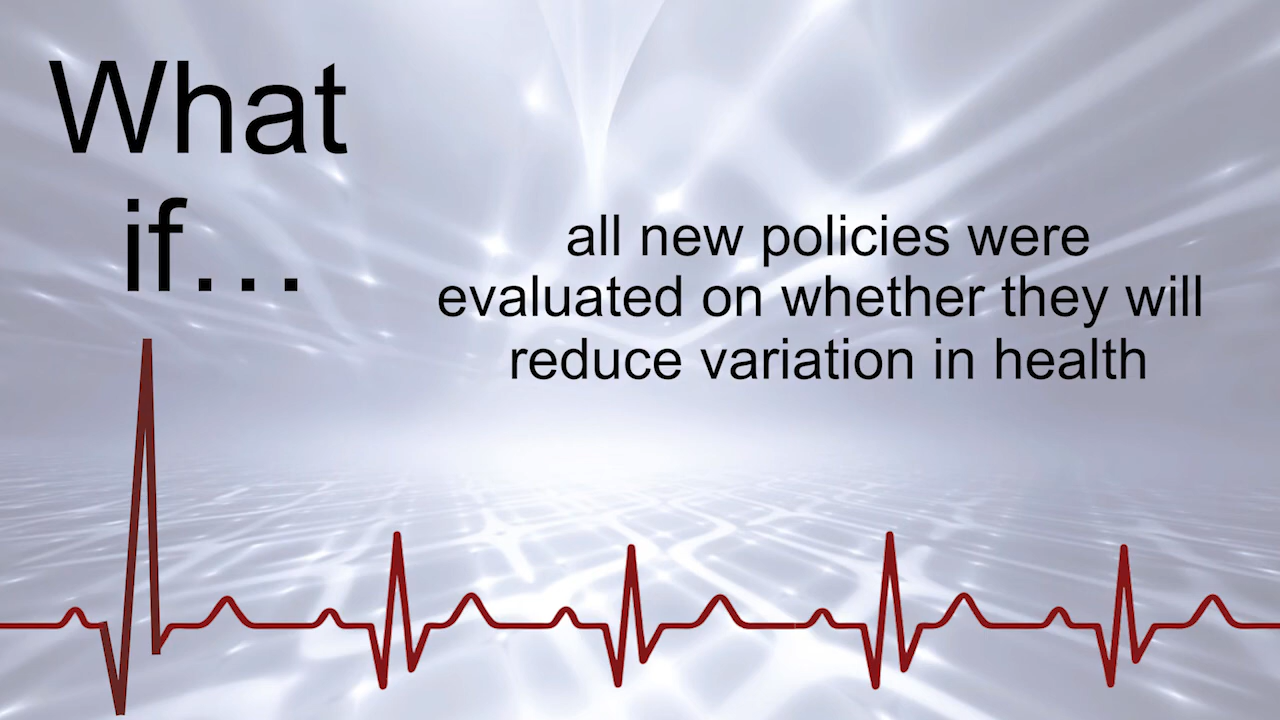 What
if…
all new policies were
evaluated on whether they will
reduce variation in health